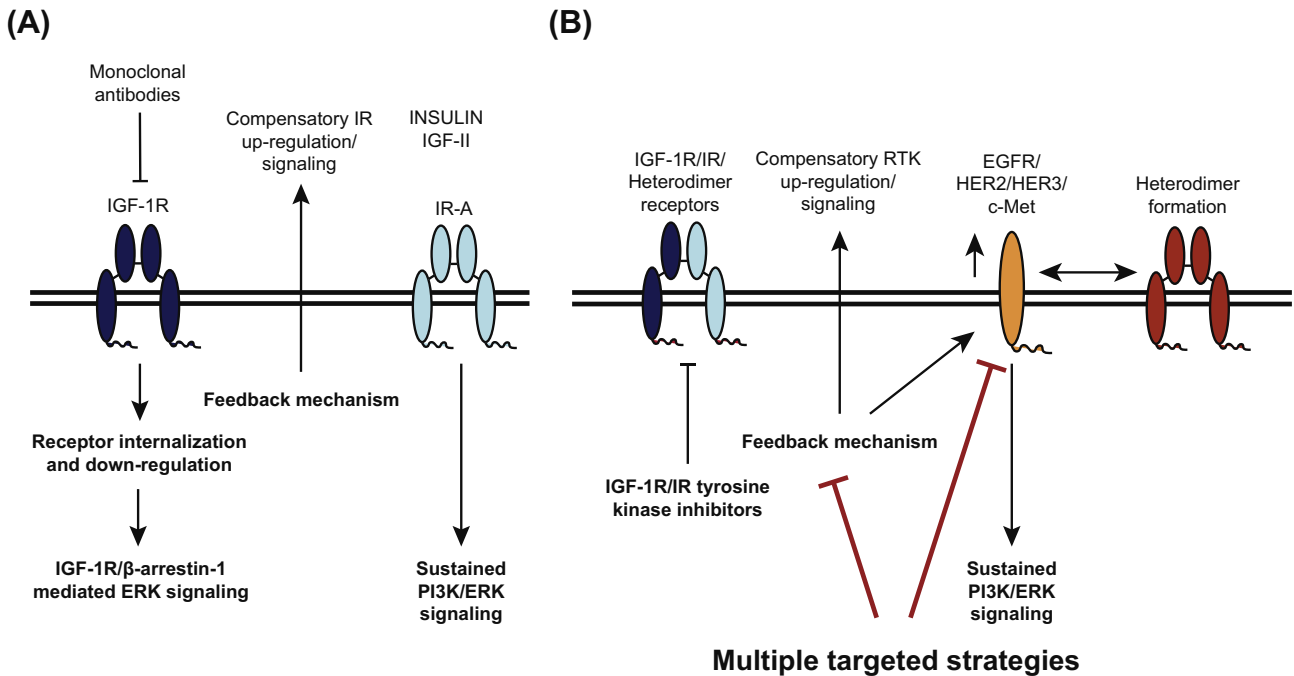 (A)
Monoclonal
antibodies
IGF-1R
Compensatory IR
up-regulation/
signaling
INSULIN
IGF-II
IR-A
Feedback mechanism
Receptor internalization
and down-regulation
IGF-1R/β-arrestin-1
mediated ERK signaling
Sustained
PI3K/ERK
signaling
(B)
IGF-1R/IR/
Heterodimer
receptors
Compensatory RTK
up-regulation/
signaling
EGFR/
HER2/HER3/
c-Met
Heterodimer
formation
Feedback mechanism
IGF-1R/IR tyrosine
kinase inhibitors
Sustained
PI3K/ERK
signaling
Multiple targeted strategies